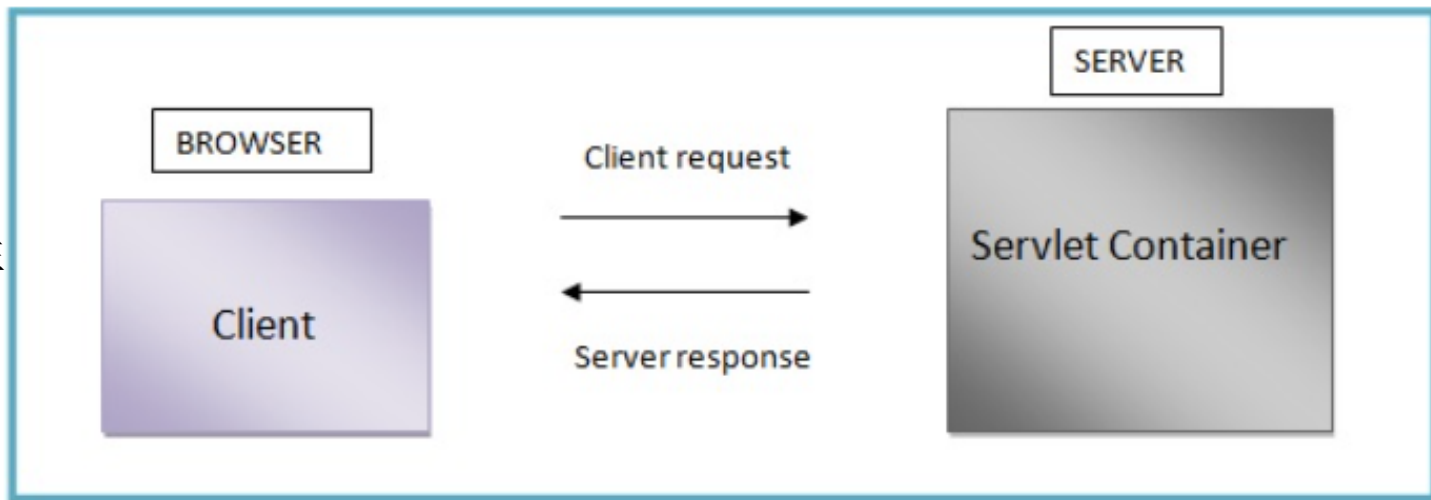 SERVER
BROWSER
Client request
Servlet Container
Client
Server response